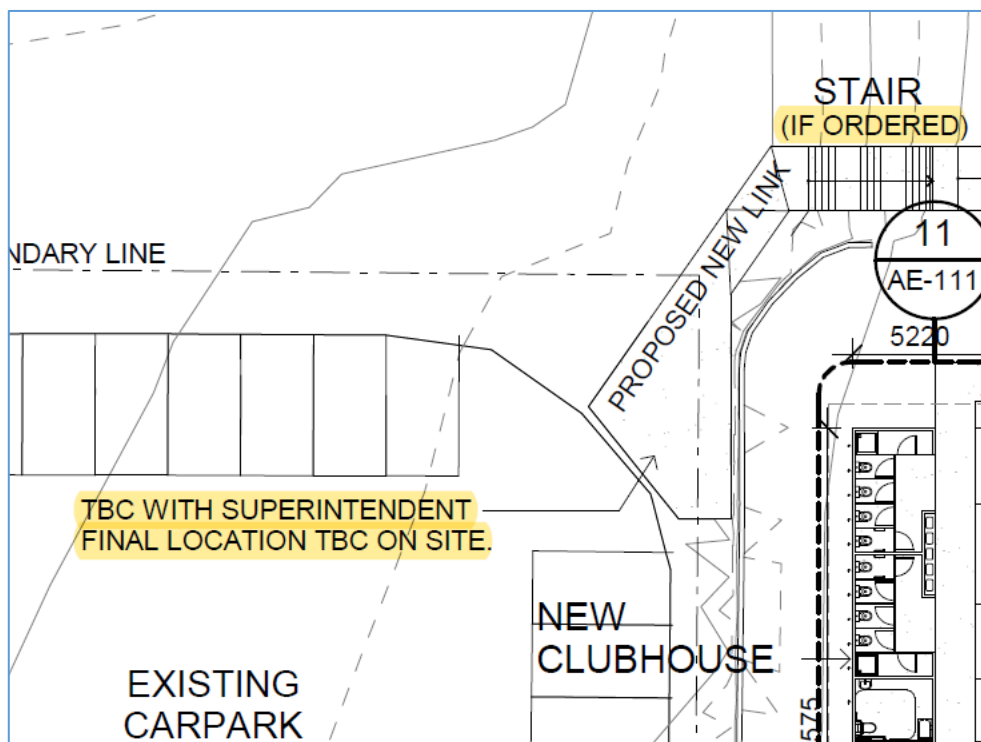 STAIR
(IF ORDERED)
PROPOSED NEW LINK
11
AE-111
NDARY LINE
5220
TBC WITH SUPERINTENDENT
FINAL LOCATION TBC ON SITE.
NEW
CLUBHOUSE
EXISTING
CARPARK
575